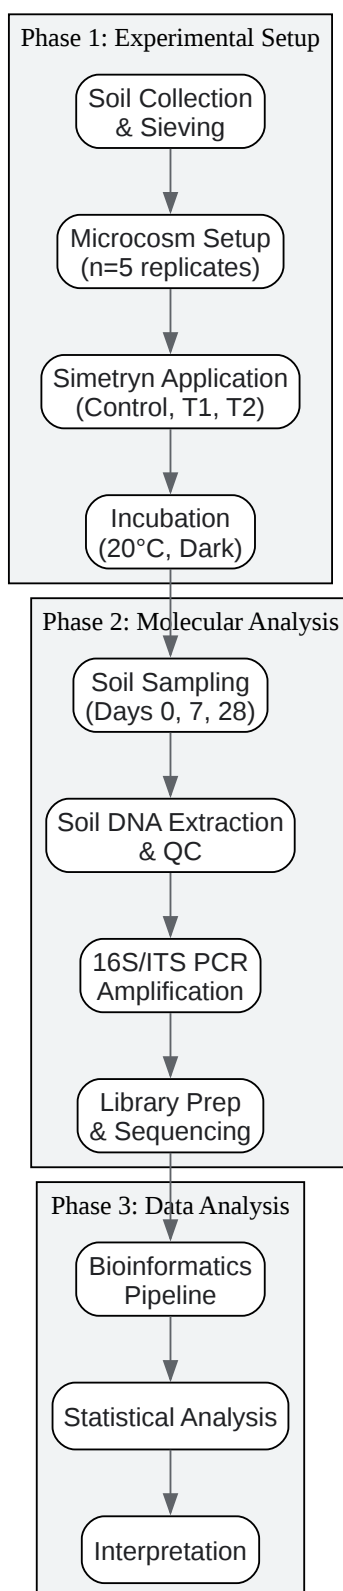 Phase 1: Experimental Setup
Soil Collection
& Sieving
Microcosm Setup
(n=5 replicates)
Simetryn Application
(Control, T1, T2)
Incubation
(20°C, Dark)
Phase 2: Molecular Analysis
Soil Sampling
(Days 0, 7, 28)
Soil DNA Extraction
& QC
16S/ITS PCR
Amplification
Library Prep
& Sequencing
Phase 3: Data Analysis
Bioinformatics
Pipeline
Statistical Analysis
Interpretation